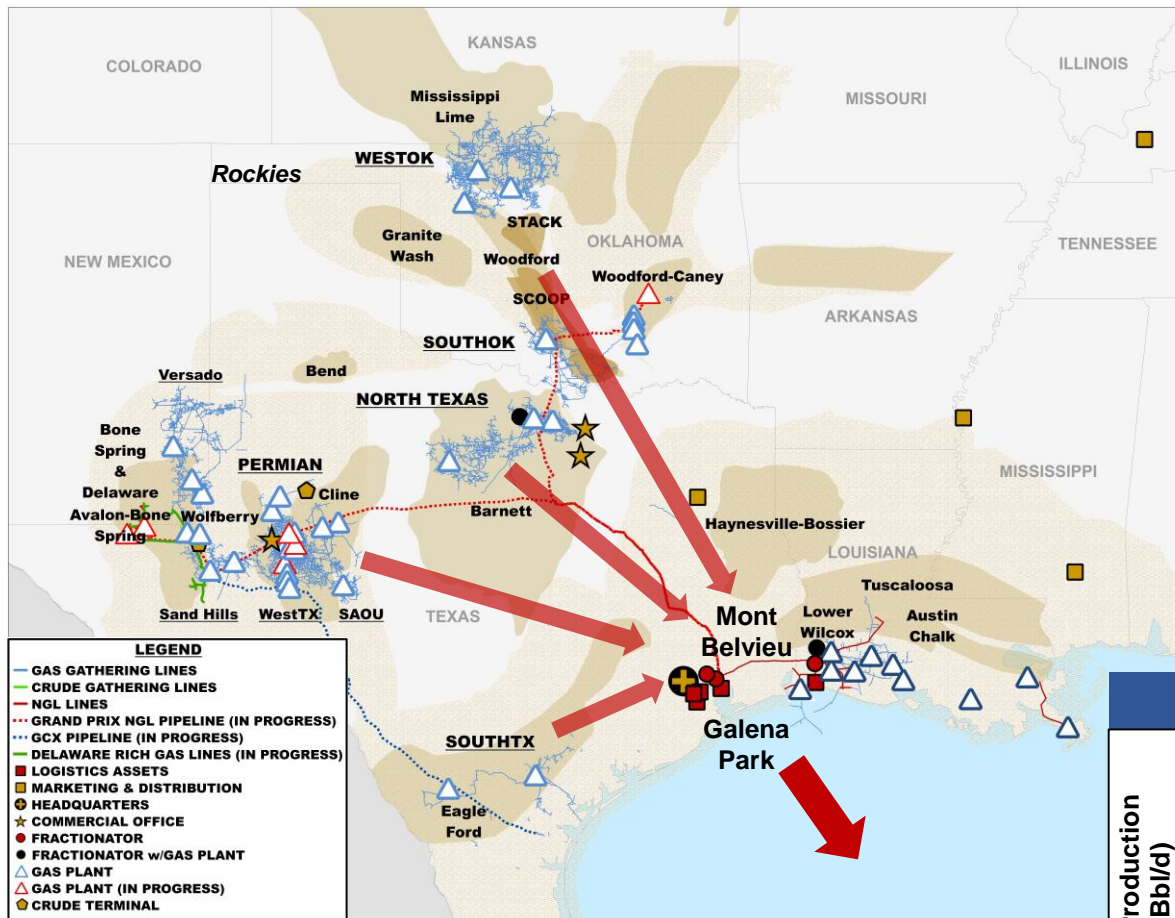 KANSAS
COLORADO
ILLINOIS
MISSOURI
Mississippi
Lime
WESTOK
Rockies
STACK
Granite
Wash
OKLAHOMA
TENNESSEE
NEW MEXICO
Woodford
Woodford-Caney
SCOOP
ARKANSAS
SOUTHOK
Versado
Bend
NORTH TEXAS
Bone
Spring
&
Delaware
PERMIAN
MISSISSIPPI
Cline
Avalon-Bone
Spring
Wolfberry
Barnett
Haynesville-Bossier
LOUISIANA
Tuscaloosa
Sand Hills
WestTX
SAOU
TEXAS
Mont
Belvieu
Lower
Wilcox
Austin
Chalk
LEGEND
GAS GATHERING LINES
CRUDE GATHERING LINES
NGL LINES
GRAND PRIX NGL PIPELINE (IN PROGRESS)
GCX PIPELINE (IN PROGRESS)
DELAWARE RICH GAS LINES (IN PROGRESS)
LOGISTICS ASSETS
MARKETING & DISTRIBUTION
HEADQUARTERS
COMMERCIAL OFFICE
FRACTIONATOR
FRACTIONATOR w/GAS PLANT
GAS PLANT
GAS PLANT (IN PROGRESS)
CRUDE TERMINAL
SOUTHTX
Galena
Park
Eagle
Ford
roduction
Bbl/d)